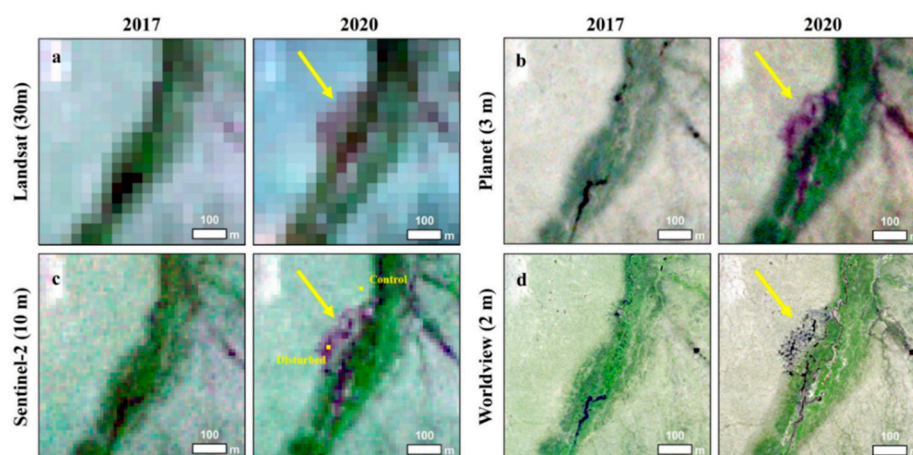 2017 2020
2017 2020
Landsat (30m)
a
100
m
100
m
Planet (3 m)
b
100
m
100
m
Sentinel-2 (10 m)
c
100
m
Control
Disturbed
100
m
Worldview (2 m)
d
100
m
100
m